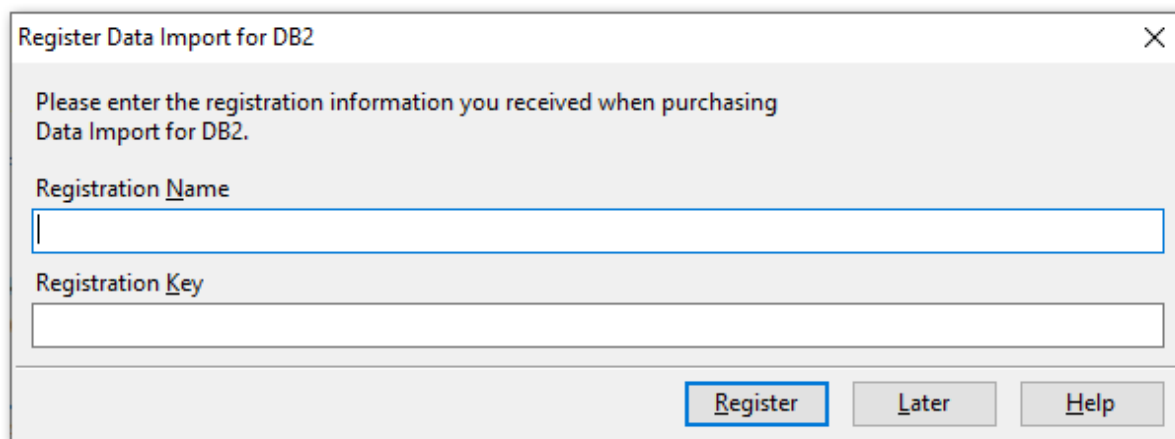 Register Data Import for DB2
Please enter the registration information you received when purchasing
Data Import for DB2.
Registration Name
Registration Key
Register Later Help